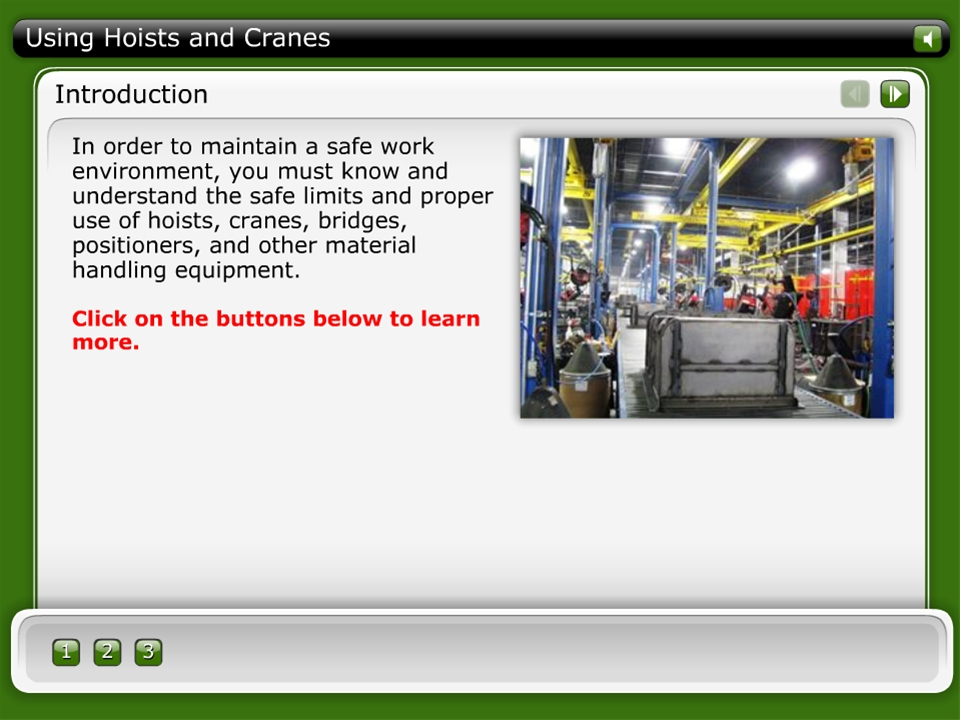 Using Hoists and Cranes
Introduction
In order to maintain a safe work
environment, you must know and
understand the safe limits and proper
use of hoists, cranes, bridges,
positioners, and other material
handling equipment.
Click on the buttons below to learn
more.
1 2 3